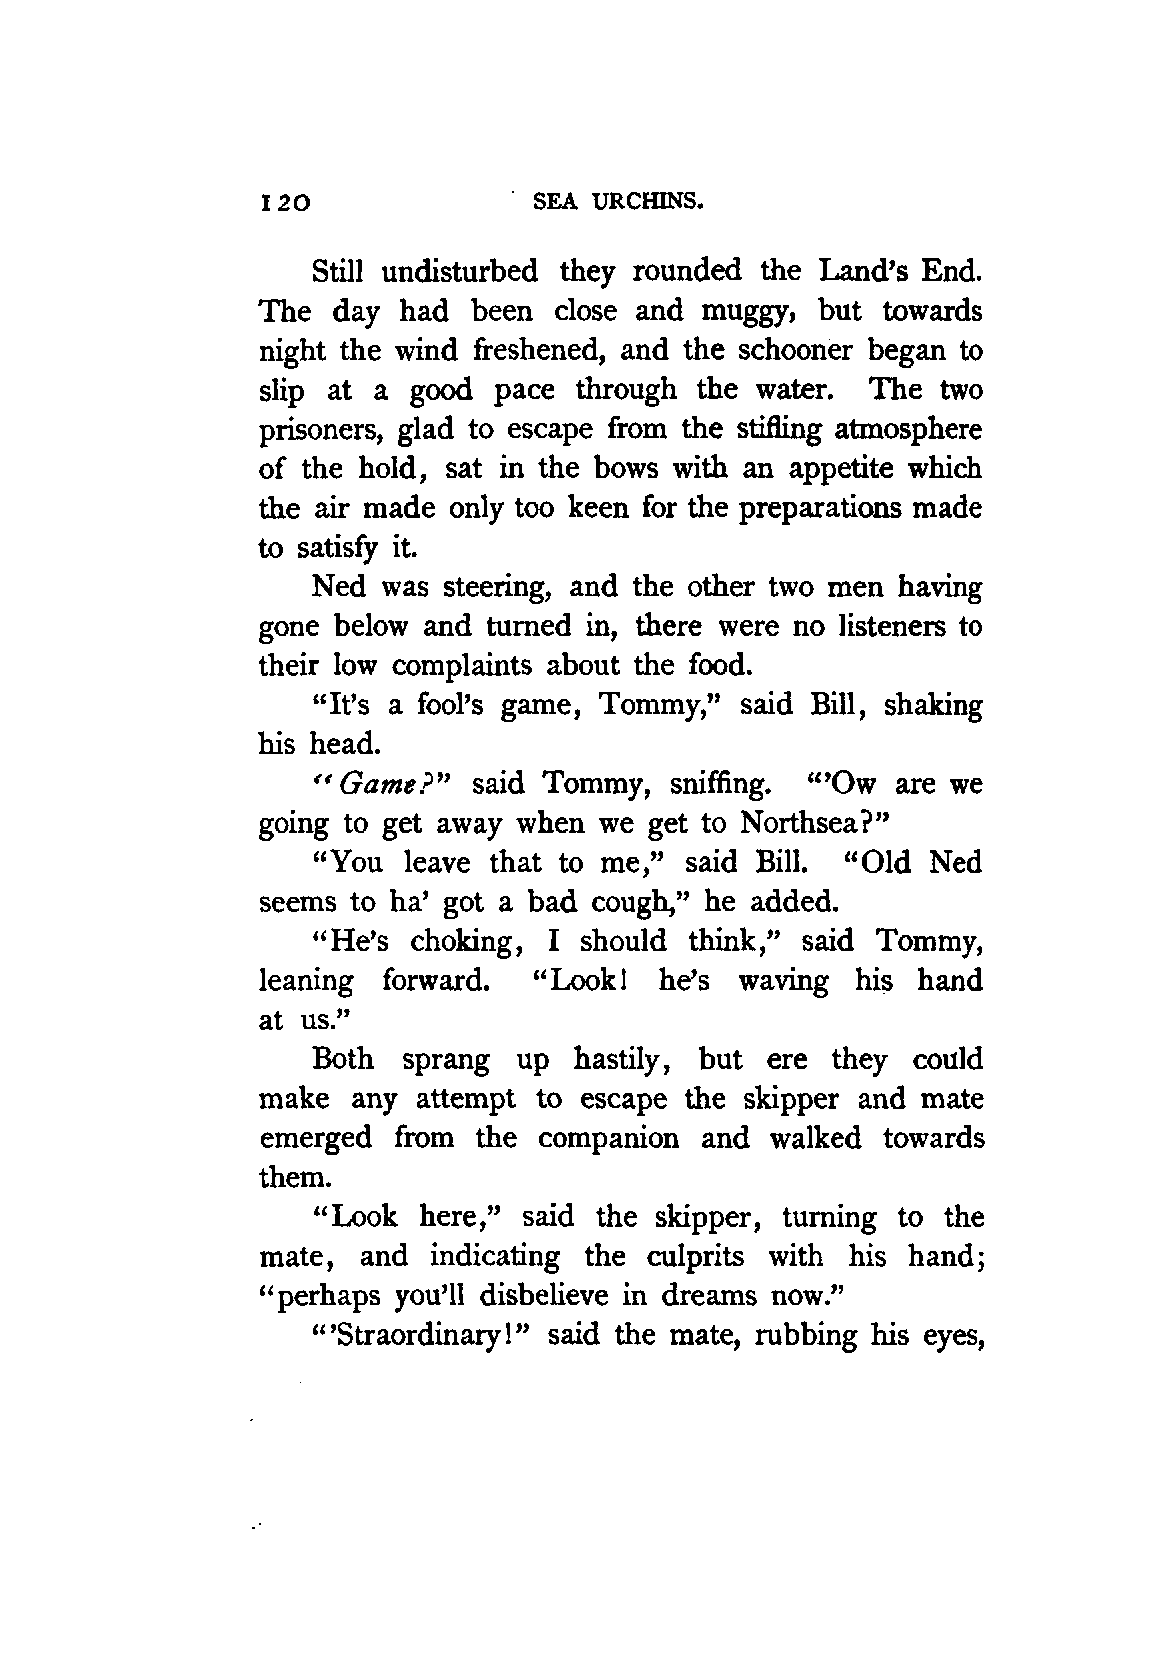 120 SEA URCHINS.
Still undisturbed they rounded the Land's End.
The day had been close and muggy, but towards
night the wind freshened, and the schooner began to
slip at a good pace through the water. The two
prisoners, glad to escape from the stifling atmosphere
of the hold, sat in the bows with an appetite which
the air made only too keen for the preparations made
to satisfy it.
Ned was steering, and the other two men having
gone below and turned in, there were no listeners to
their low complaints about the food.
“It's a fool's game, Tommy,” said Bill, shaking
his head.
“Game?” said Tommy, sniffing. “'Ow are we
going to get away when we get to Northsea?”
“You leave that to me,” said Bill. “Old Ned
seems to ha' got a bad cough,” he added.
“He's choking, I should think,” said Tommy,
leaning forward. “Look! he's waving his hand
at us.”
Both sprang up hastily, but ere they could
make any attempt to escape the skipper and mate
emerged from the companion and walked towards
them.
“Look here,” said the skipper, turning to the
mate, and indicating the culprits with his hand;
“perhaps you'll disbelieve in dreams now.”
“'Straordinary!” said the mate, rubbing his eyes,